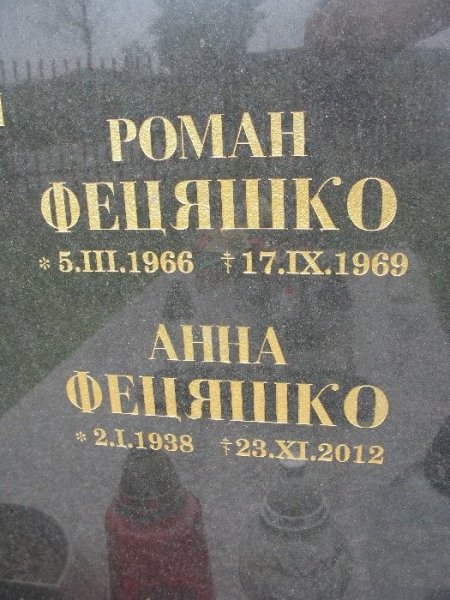 РОМАН
ФЕЦЯШКО
* 5.III.1966 ☦ 17.IX.1969
АННА
ФЕЦЯШКО
* 2.I.1938 ☦ 23.XI.2012